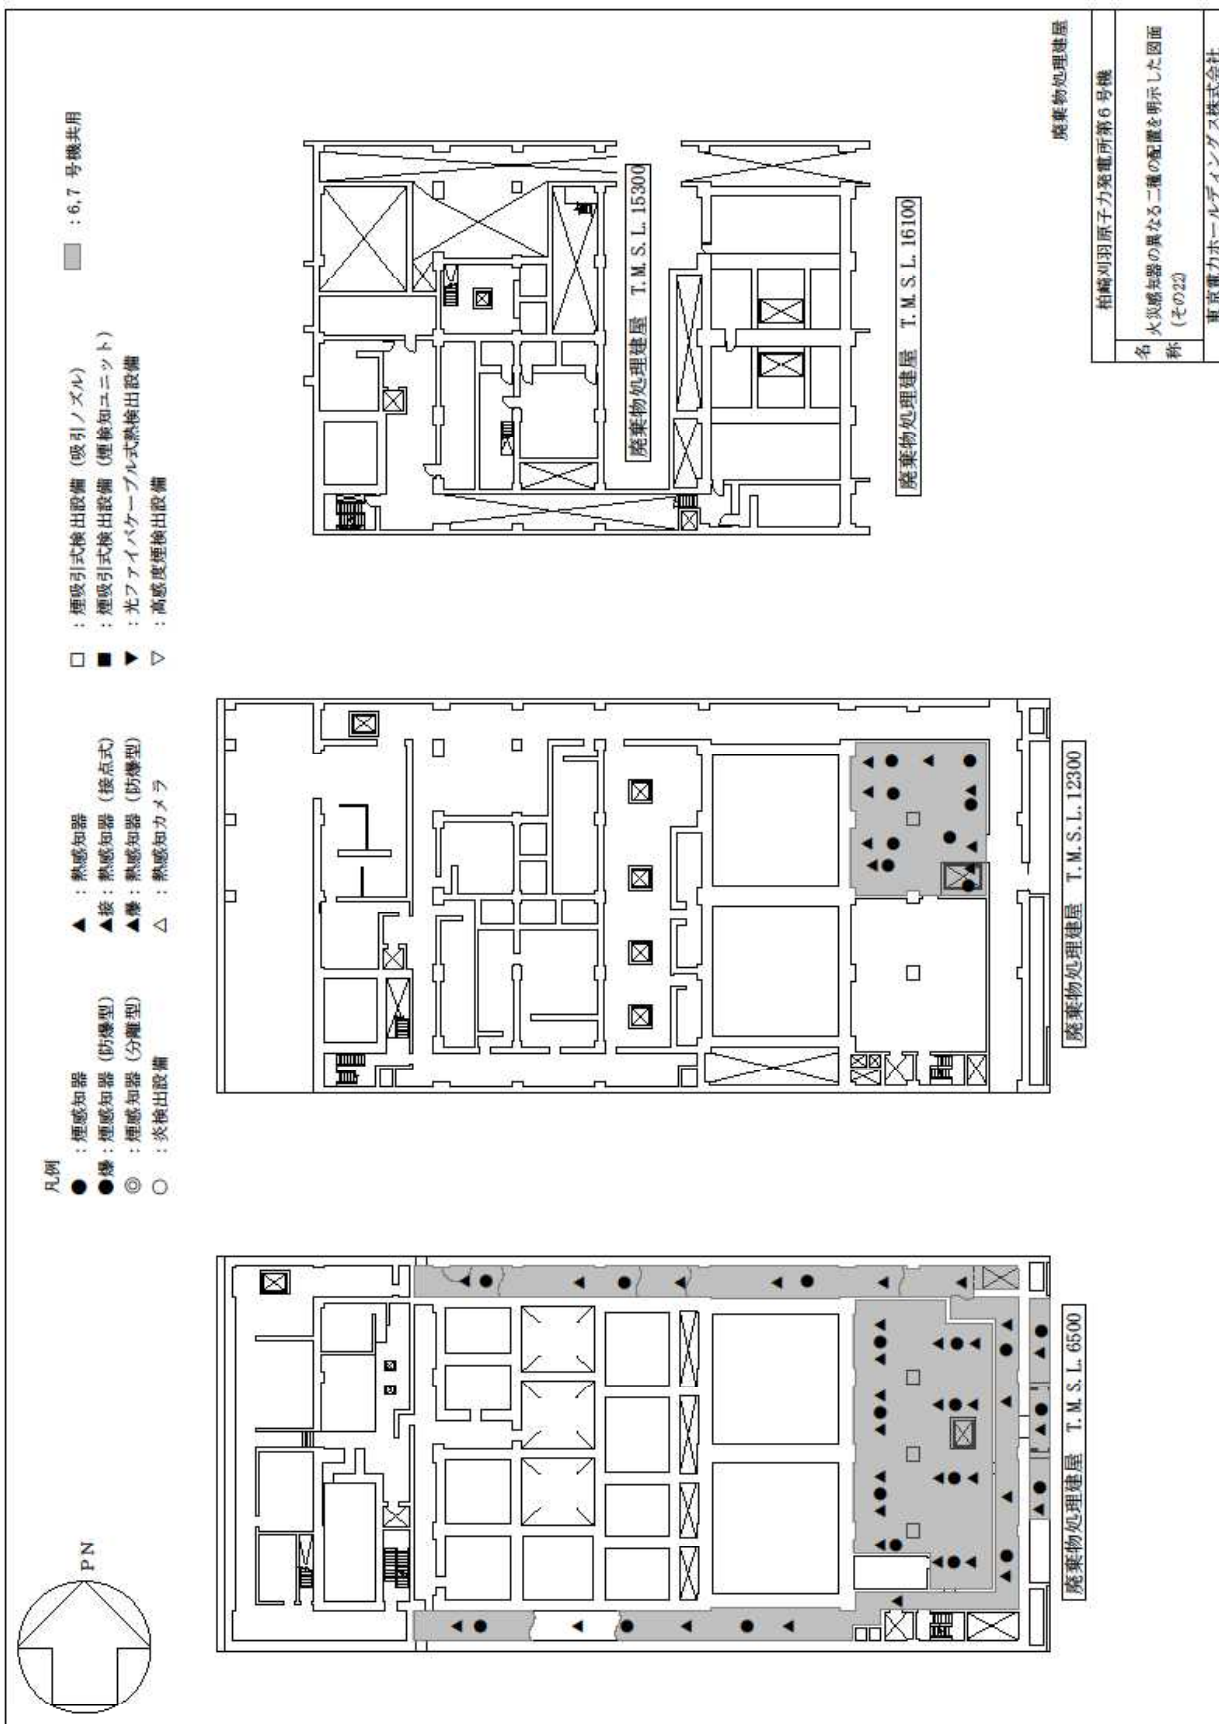 凡例
● : 煙感知器
●爆 : 煙感知器 (防爆型)
◎ : 煙感知器 (分離型)
○ : 炎検出設備
▲ : 熱感知器
▲接 : 熱感知器 (接点式)
▲爆 : 熱感知器 (防爆型)
△ : 熱感知カメラ
□ : 煙吸引式検出設備 (吸引ノズル)
■ : 煙吸引式検出設備 (煙検知ユニット)
▼ : 光ファイバケーブル式熱検出設備
▽ : 高感度煙検出設備
: 6,7 号機共用
PN
廃棄物処理建屋 T.M.S.L. 6500
廃棄物処理建屋 T.M.S.L. 12300
廃棄物処理建屋 T.M.S.L. 15300
廃棄物処理建屋 T.M.S.L. 16100
廃棄物処理建屋
柏崎刈羽原子力発電所第6号機
名称
火災感知器の異なる二種の配置を明示した図面
(その22)
東京電力ホールディングス株式会社